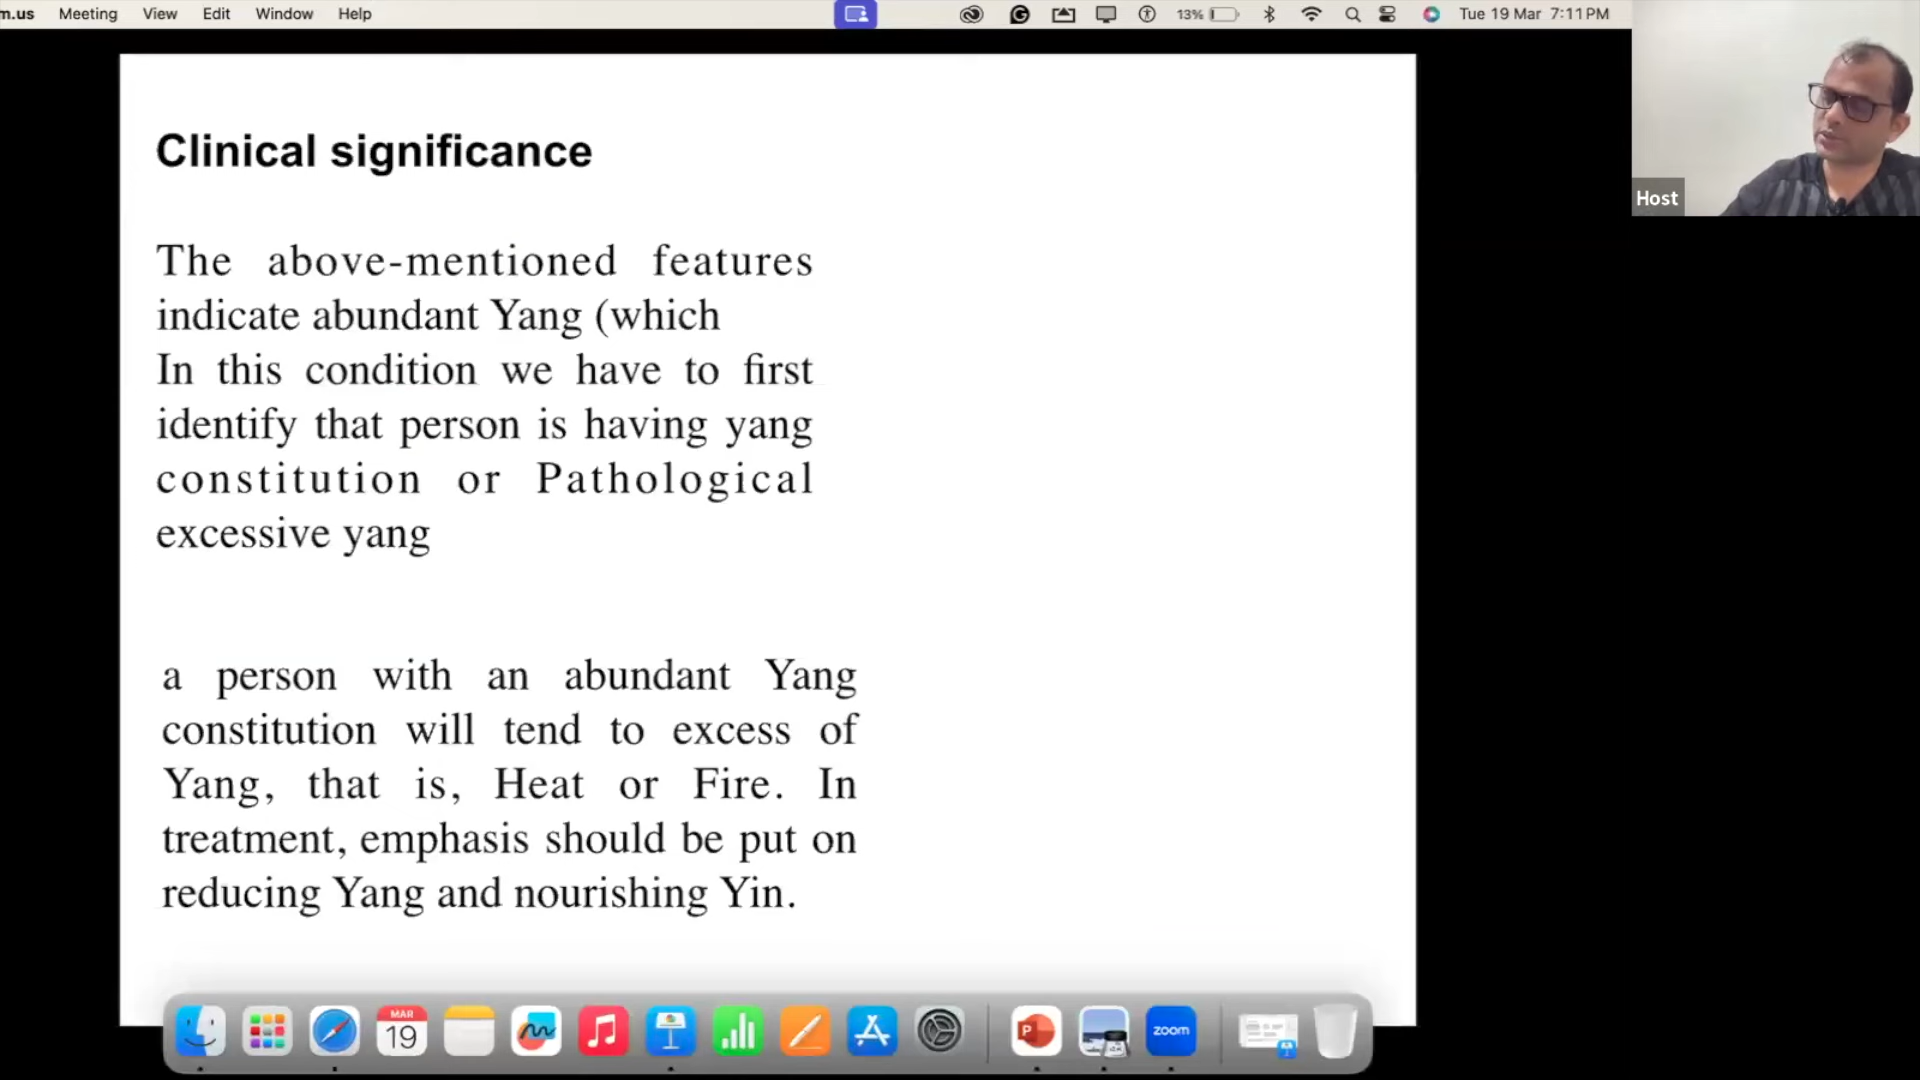 m.us Meeting View Edit Window Help 13% Tue 19 Mar 7:11 PM
Host
Clinical significance
The above-mentioned features
indicate abundant Yang (which
In this condition we have to first
identify that person is having yang
constitution or Pathological
excessive yang
a person with an abundant Yang
constitution will tend to excess of
Yang, that is, Heat or Fire. In
treatment, emphasis should be put on
reducing Yang and nourishing Yin.
MAR
19
P
zoom